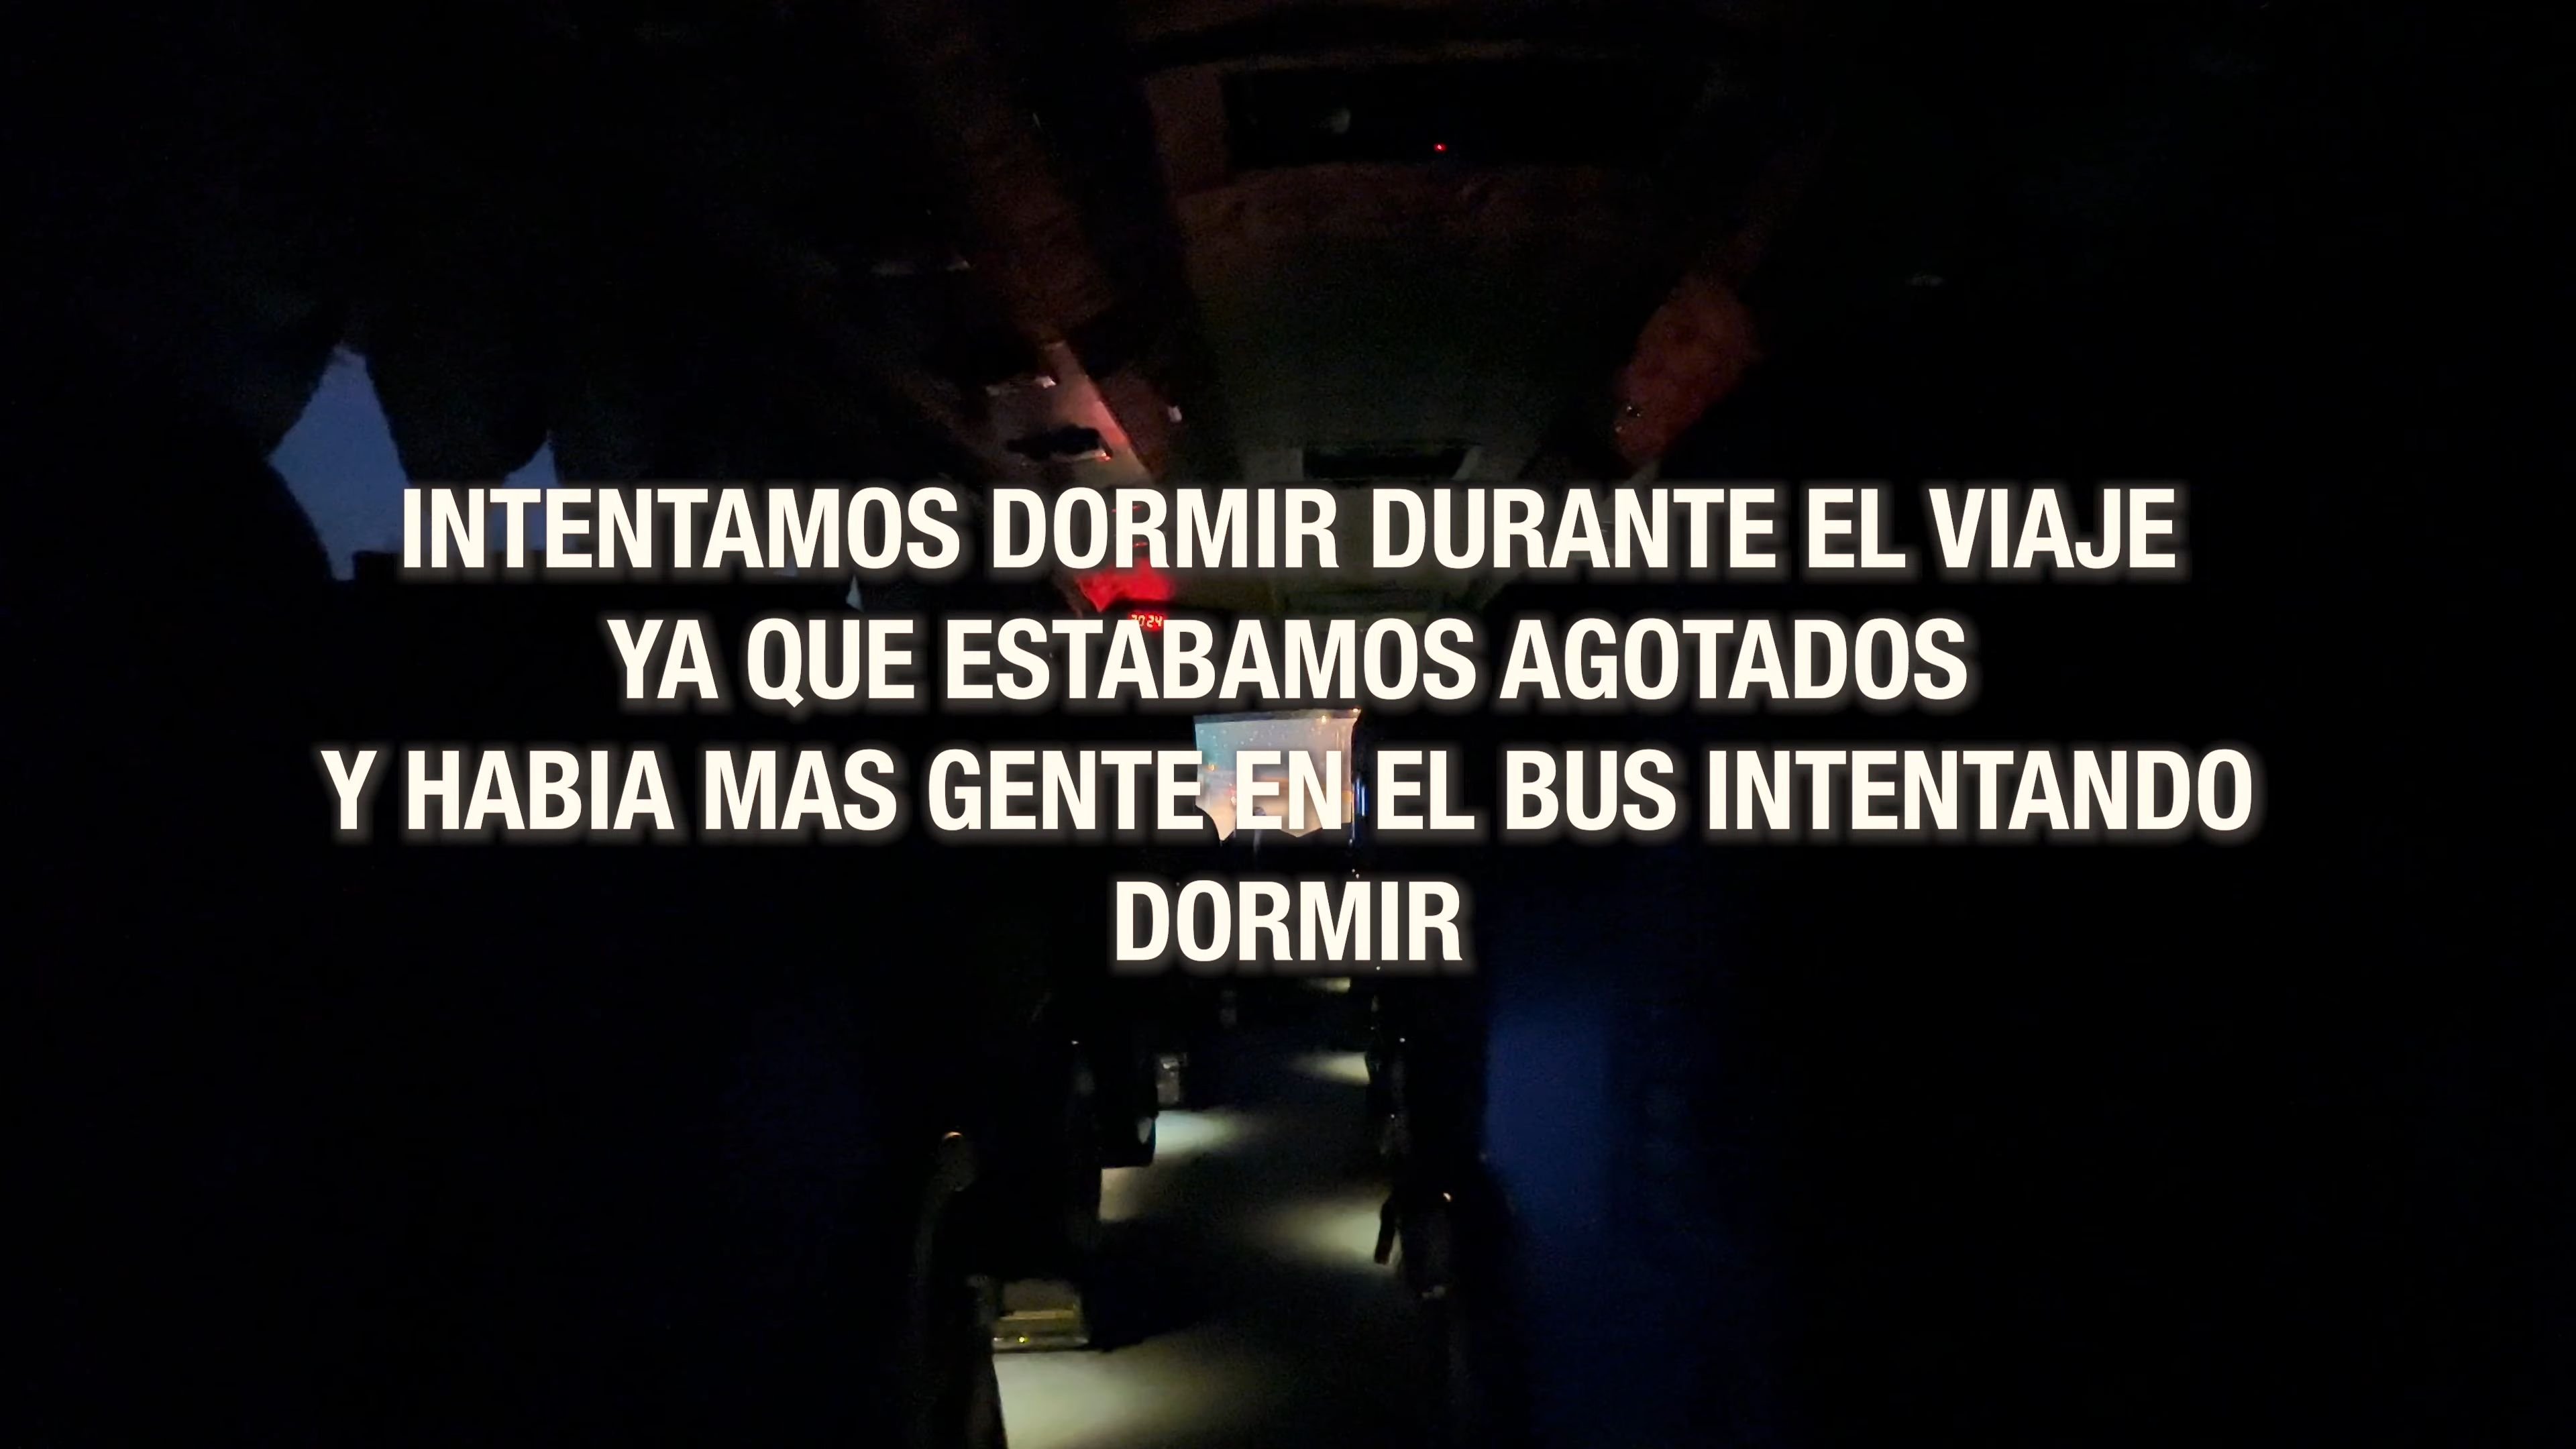 INTENTAMOS DORMIR DURANTE EL VIAJE
YA QUE ESTABAMOS AGOTADOS
Y HABIA MAS GENTE EN EL BUS INTENTANDO
DORMIR